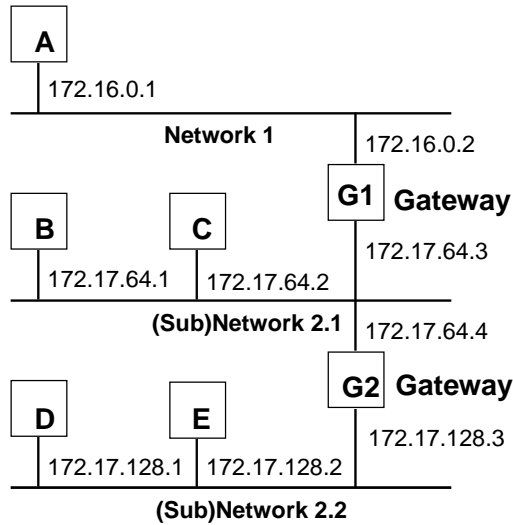 A
172.16.0.1
Network 1
172.16.0.2
G1 Gateway
B
C
172.17.64.3
172.17.64.1
172.17.64.2
(Sub)Network 2.1
172.17.64.4
G2 Gateway
D
E
172.17.128.3
172.17.128.1
172.17.128.2
(Sub)Network 2.2